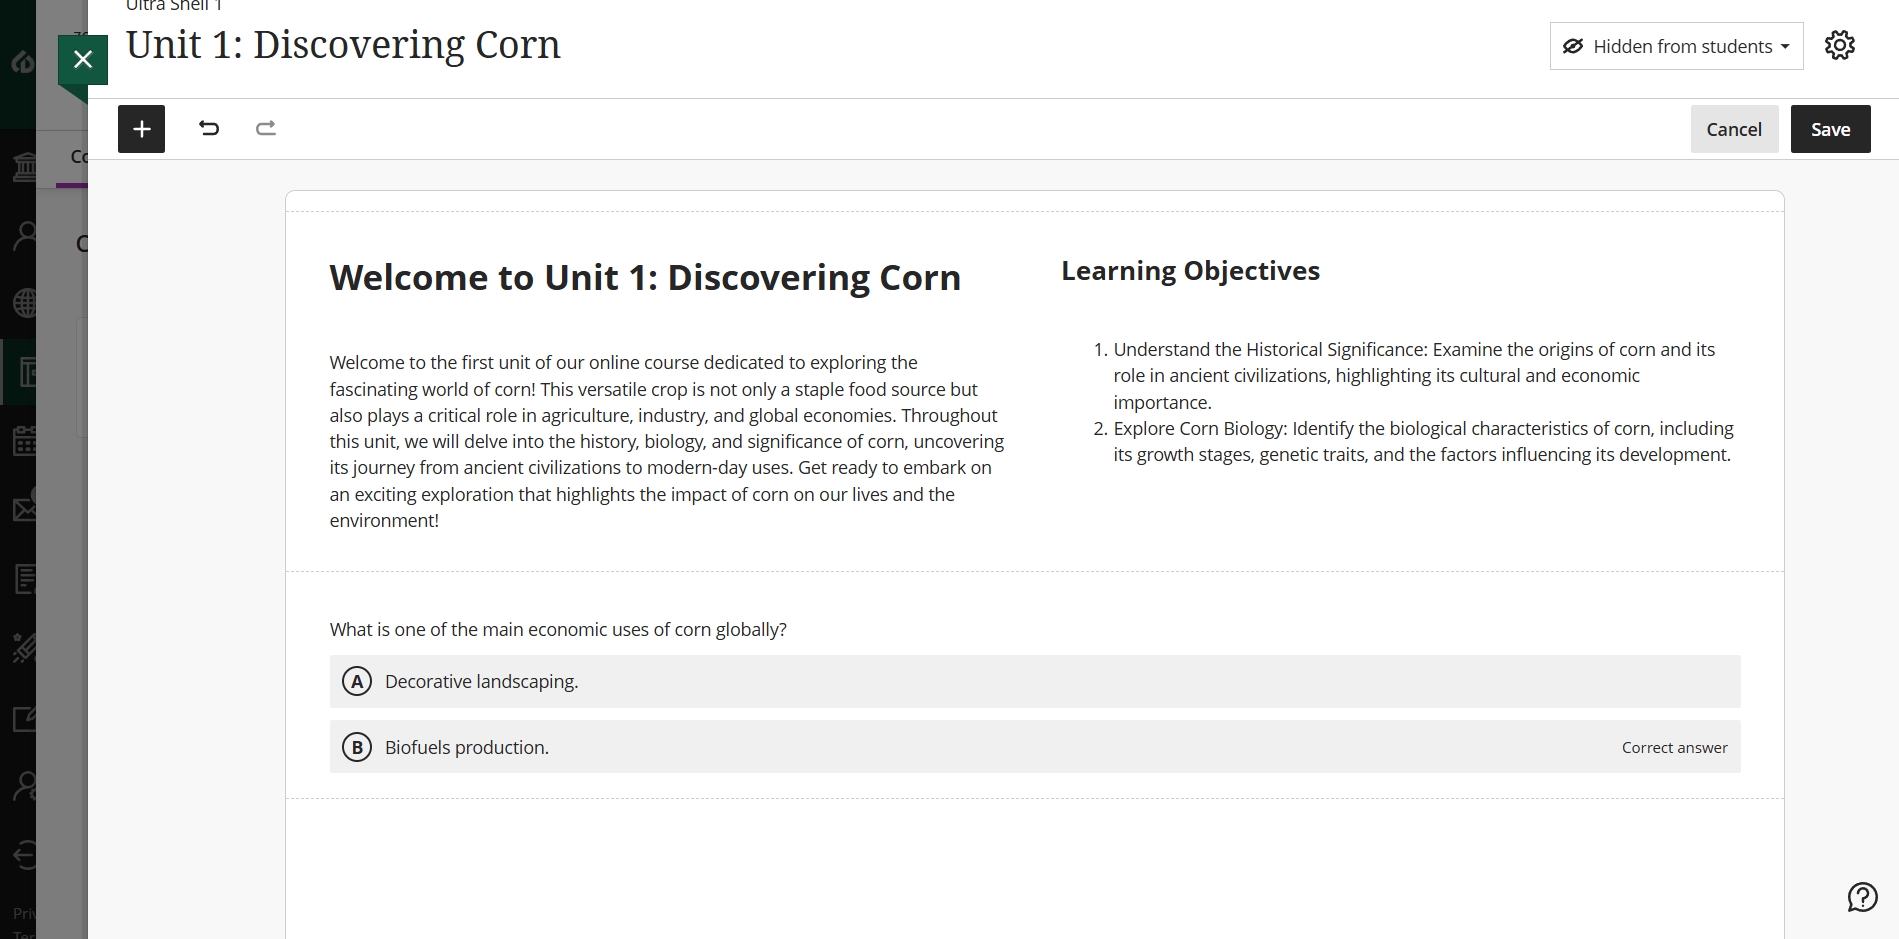 Ultra Shell 1
Unit 1: Discovering Corn
Hidden from students
Cancel
Save
Welcome to Unit 1: Discovering Corn
Welcome to the first unit of our online course dedicated to exploring the
fascinating world of corn! This versatile crop is not only a staple food source but
also plays a critical role in agriculture, industry, and global economies. Throughout
this unit, we will delve into the history, biology, and significance of corn, uncovering
its journey from ancient civilizations to modern-day uses. Get ready to embark on
an exciting exploration that highlights the impact of corn on our lives and the
environment!
Learning Objectives
1. Understand the Historical Significance: Examine the origins of corn and its
role in ancient civilizations, highlighting its cultural and economic
importance.
2. Explore Corn Biology: Identify the biological characteristics of corn, including
its growth stages, genetic traits, and the factors influencing its development.
What is one of the main economic uses of corn globally?
A Decorative landscaping.
B Biofuels production.
Correct answer